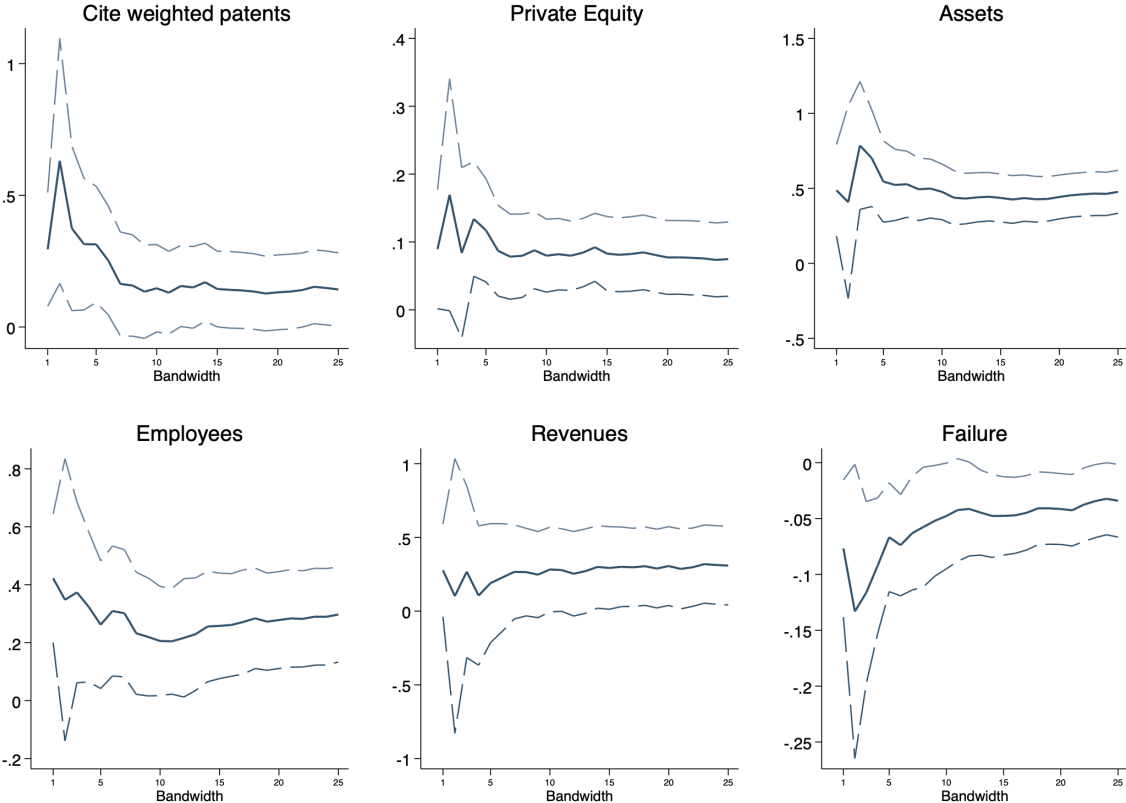 Cite weighted patents
1
.5
0
1 5 10 15 20 25
Bandwidth
Private Equity
.4
.3
.2
.1
0
1 5 10 15 20 25
Bandwidth
Assets
1.5
1
.5
0
-.5
1 5 10 15 20 25
Bandwidth
Employees
.8
.6
.4
.2
0
-.2
1 5 10 15 20 25
Bandwidth
Revenues
1
.5
0
-.5
-1
1 5 10 15 20 25
Bandwidth
Failure
0
-.05
-.1
-.15
-.2
-.25
1 5 10 15 20 25
Bandwidth